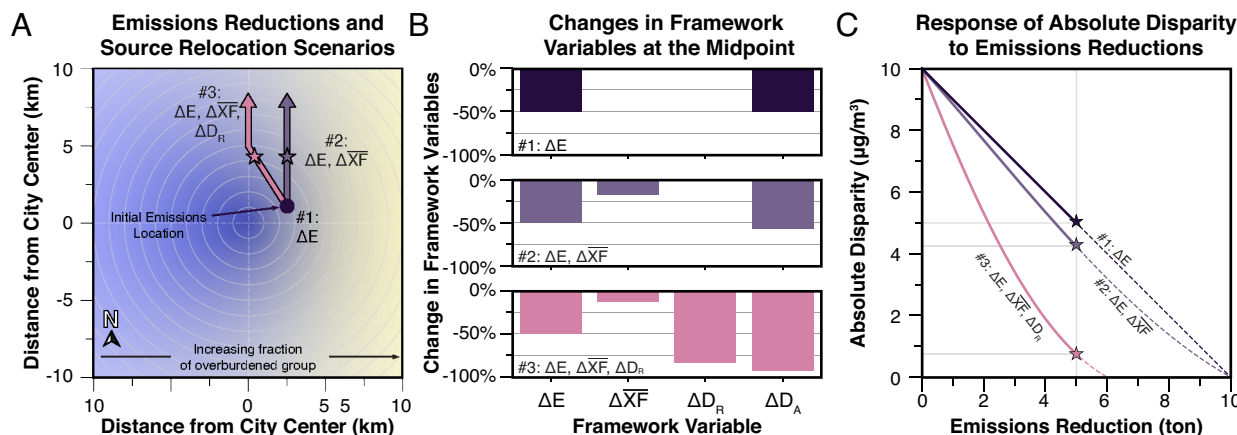 A
Emissions Reductions and
Source Relocation Scenarios
Distance from City Center (km)
10
5
0
-5
-10
#3:
ΔE, ΔX̅F̅,
ΔD_R
#2:
ΔE, ΔX̅F̅
Initial Emissions
Location
#1:
ΔE
N
Increasing fraction
of overburdened group
10
5
0
5 5
10
Distance from City Center (km)
B
Changes in Framework
Variables at the Midpoint
Change in Framework Variables
0%
-50%
-100%
#1: ΔE
0%
-50%
-100%
#2: ΔE, ΔX̅F̅
0%
-50%
-100%
#3: ΔE, ΔX̅F̅, ΔD_R
ΔE
ΔX̅F̅
ΔD_R
ΔD_A
Framework Variable
C
Response of Absolute Disparity
to Emissions Reductions
Absolute Disparity (μg/m³)
10
8
6
4
2
0
#1: ΔE
#2: ΔE, ΔX̅F̅
#3: ΔE, ΔX̅F̅, ΔD_R
0
2
4
6
8
10
Emissions Reduction (ton)